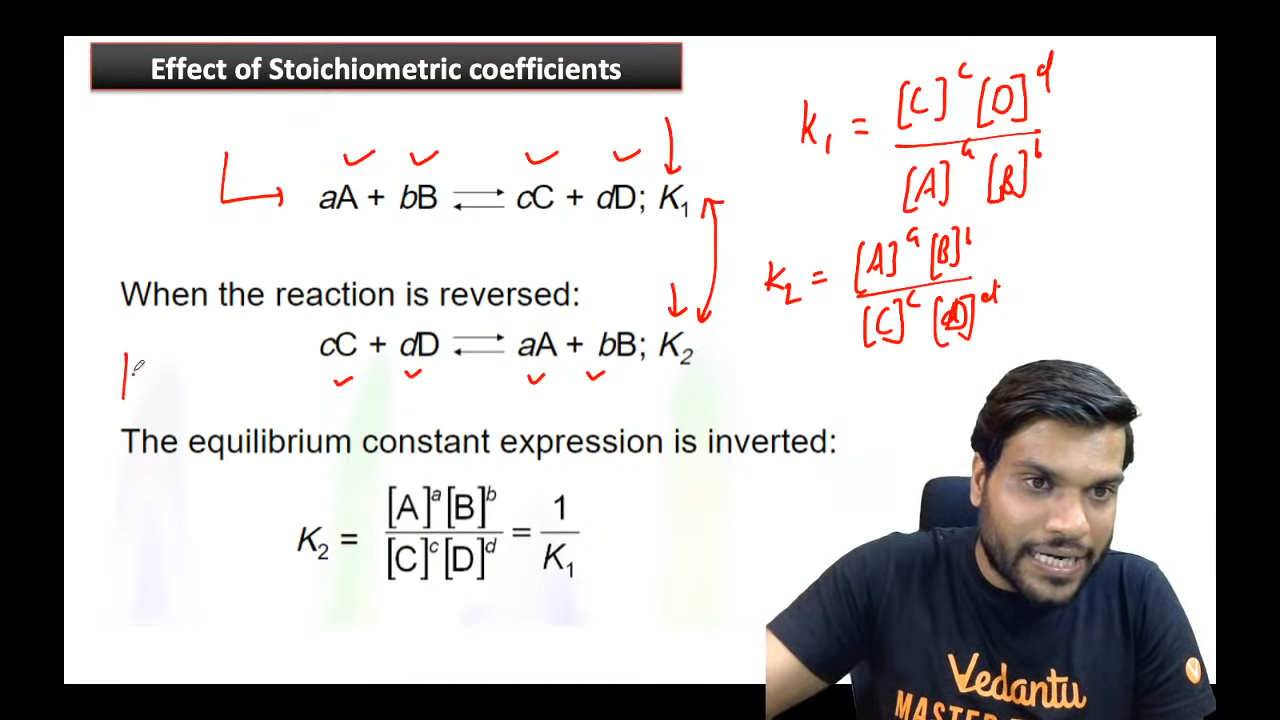 Effect of Stoichiometric coefficients
aA + bB ⇌ cC + dD; K₁
When the reaction is reversed:
cC + dD ⇌ aA + bB; K₂
The equilibrium constant expression is inverted:
K₂ = [A]ᵃ[B]ᵇ / [C]ᶜ[D]ᵈ = 1 / K₁
K₁ = [C]ᶜ [D]ᵈ / [A]ᵃ [B]ᵇ
K₂ = [A]ᵃ [B]ᵇ / [C]ᶜ [D]ᵈ
Vedantu
MASTER